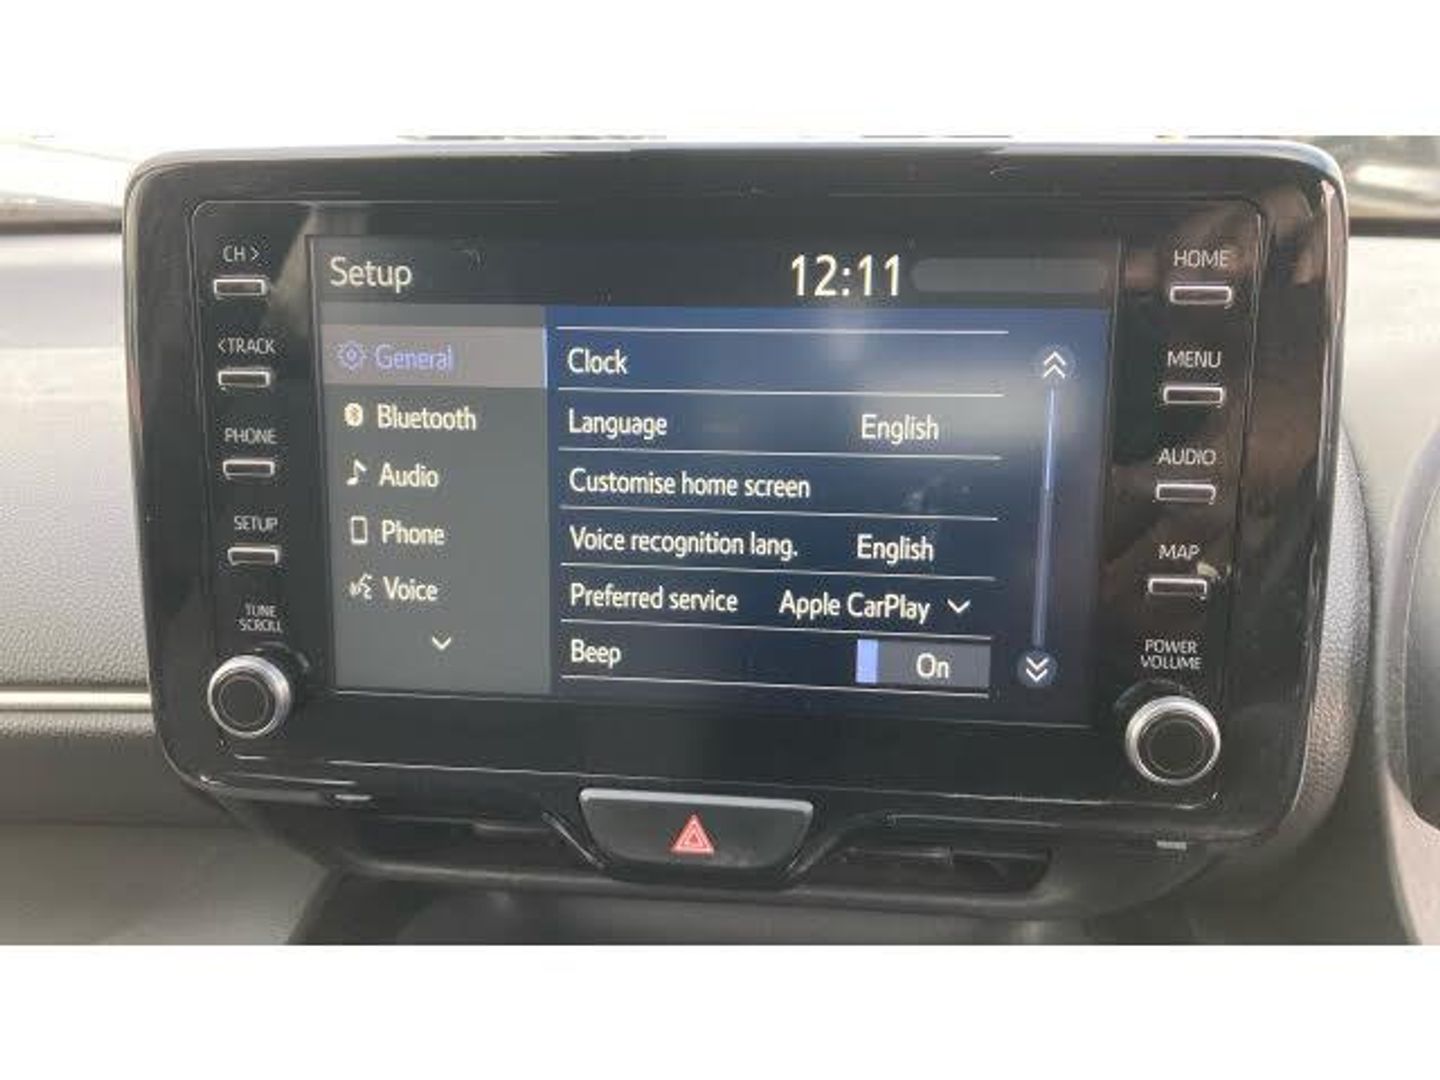 CH >
<TRACK
PHONE
SETUP
TUNE
SCROLL
Setup
12:11
General
Bluetooth
Audio
Phone
Voice
Clock
Language English
Customise home screen
Voice recognition lang. English
Preferred service Apple CarPlay
Beep On
HOME
MENU
AUDIO
MAP
POWER
VOLUME